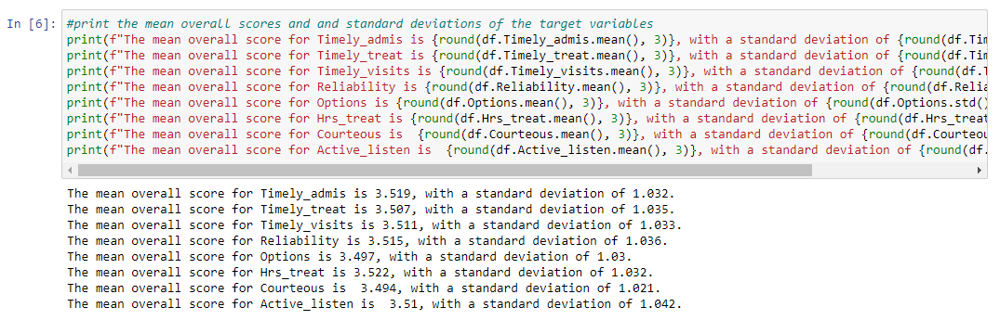 In [6]: #print the mean overall scores and and standard deviations of the target variables
print(f"The mean overall score for Timely_admis is {round(df.Timely_admis.mean(), 3)}, with a standard deviation of {round(df.Tim
print(f"The mean overall score for Timely_treat is {round(df.Timely_treat.mean(), 3)}, with a standard deviation of {round(df.Tim
print(f"The mean overall score for Timely_visits is {round(df.Timely_visits.mean(), 3)}, with a standard deviation of {round(df.T
print(f"The mean overall score for Reliability is {round(df.Reliability.mean(), 3)}, with a standard deviation of {round(df.Relia
print(f"The mean overall score for Options is {round(df.Options.mean(), 3)}, with a standard deviation of {round(df.Options.std()
print(f"The mean overall score for Hrs_treat is {round(df.Hrs_treat.mean(), 3)}, with a standard deviation of {round(df.Hrs_treat
print(f"The mean overall score for Courteous is  {round(df.Courteous.mean(), 3)}, with a standard deviation of {round(df.Courteou
print(f"The mean overall score for Active_listen is  {round(df.Active_listen.mean(), 3)}, with a standard deviation of {round(df.
The mean overall score for Timely_admis is 3.519, with a standard deviation of 1.032.
The mean overall score for Timely_treat is 3.507, with a standard deviation of 1.035.
The mean overall score for Timely_visits is 3.511, with a standard deviation of 1.033.
The mean overall score for Reliability is 3.515, with a standard deviation of 1.036.
The mean overall score for Options is 3.497, with a standard deviation of 1.03.
The mean overall score for Hrs_treat is 3.522, with a standard deviation of 1.032.
The mean overall score for Courteous is  3.494, with a standard deviation of 1.021.
The mean overall score for Active_listen is  3.51, with a standard deviation of 1.042.